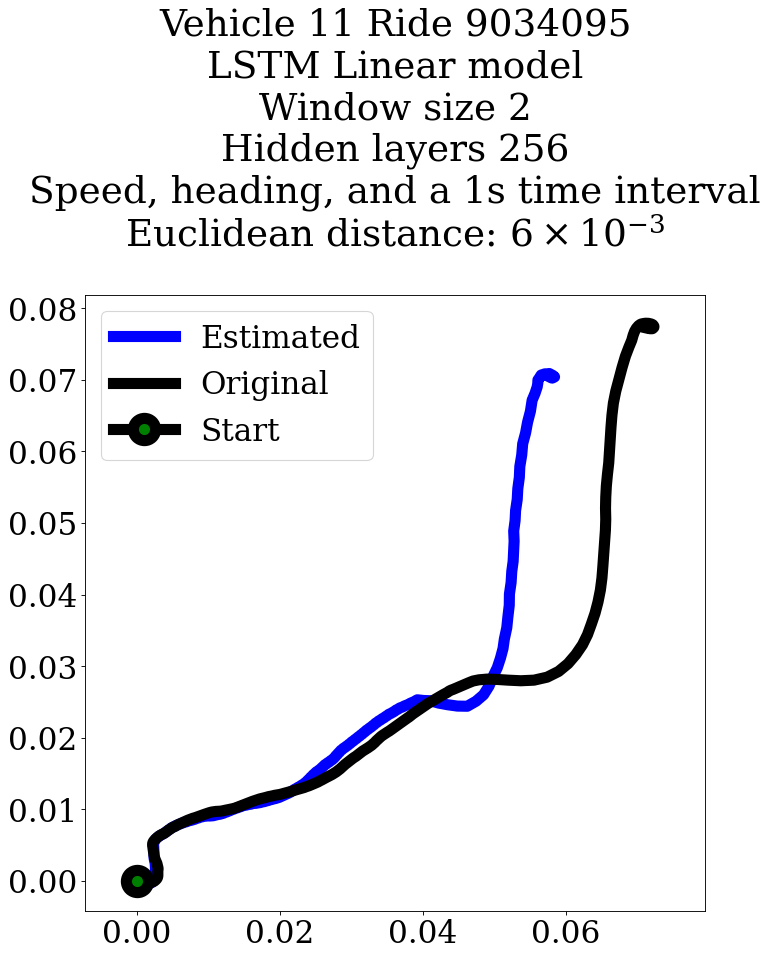 Vehicle 11 Ride 9034095
LSTM Linear model
Window size 2
Hidden layers 256
Speed, heading, and a 1s time interval
Euclidean distance: 6 × 10⁻³
0.08
0.07
0.06
0.05
0.04
0.03
0.02
0.01
0.00
Estimated
Original
Start
0.00 0.02 0.04 0.06